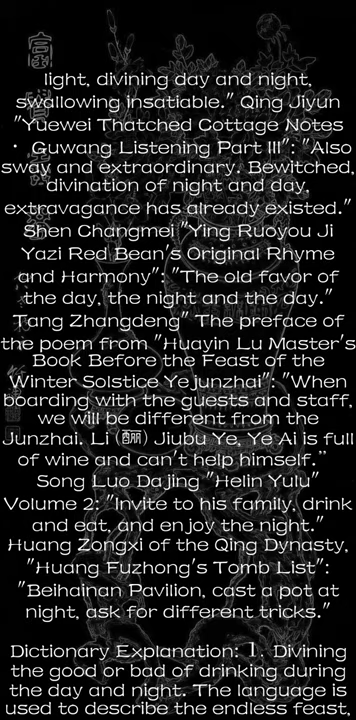 light, divining day and night,
swallowing insatiable." Qing Jiyun
"Yuewei Thatched Cottage Notes
· Guwang Listening Part III": "Also
sway and extraordinary. Bewitched,
divination of night and day,
extravagance has already existed."
Shen Changmei "Ying Ruoyou Ji
Yazi Red Bean's Original Rhyme
and Harmony": "The old favor of
the day, the night and the day."
Tang Zhangdeng" The preface of
the poem from "Huayin Lu Master's
Book Before the Feast of the
Winter Solstice Ye junzhai": "When
boarding with the guests and staff,
we will be different from the
Junzhai. Li (酾) Jiubu Ye, Ye Ai is full
of wine and can't help himself."
Song Luo Dajing "Helin Yulu"
Volume 2: "Invite to his family, drink
and eat, and enjoy the night."
Huang Zongxi of the Qing Dynasty,
"Huang Fuzhong's Tomb List":
"Beihainan Pavilion, cast a pot at
night, ask for different tricks."
Dictionary Explanation: 1. Divining
the good or bad of drinking during
the day and night. The language is
used to describe the endless feast,